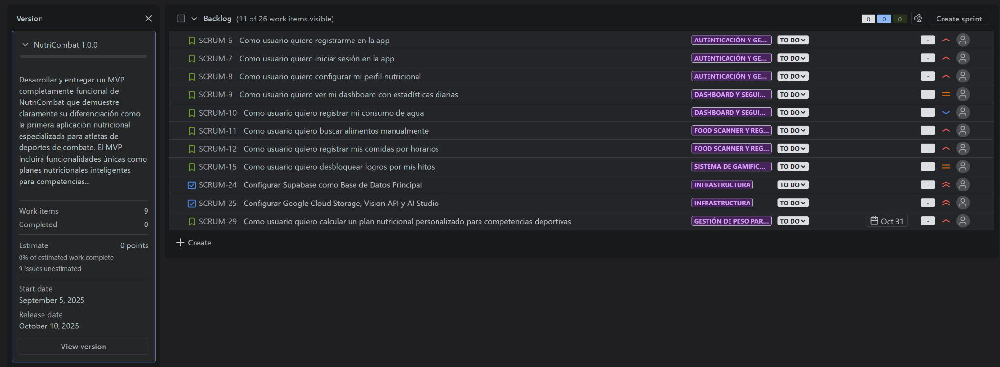 Version
NutriCombat 1.0.0
Desarrollar y entregar un MVP
completamente funcional de
NutriCombat que demuestre
claramente su diferenciación como
la primera aplicación nutricional
especializada para atletas de
deportes de combate. El MVP
incluirá funcionalidades únicas como
planes nutricionales inteligentes
para competencias...
Work items 9
Completed 0
Estimate 0 points
0% of estimated work complete
9 issues unestimated
Start date
September 5, 2025
Release date
October 10, 2025
View version
Backlog (11 of 26 work items visible) 0 0 0 Create sprint
SCRUM-6 Como usuario quiero registrarme en la app AUTENTICACIÓN Y GE... TO DO -
SCRUM-7 Como usuario quiero iniciar sesión en la app AUTENTICACIÓN Y GE... TO DO -
SCRUM-8 Como usuario quiero configurar mi perfil nutricional AUTENTICACIÓN Y GE... TO DO -
SCRUM-9 Como usuario quiero ver mi dashboard con estadísticas diarias DASHBOARD Y SEGUI... TO DO -
SCRUM-10 Como usuario quiero registrar mi consumo de agua DASHBOARD Y SEGUI... TO DO -
SCRUM-11 Como usuario quiero buscar alimentos manualmente FOOD SCANNER Y REG... TO DO -
SCRUM-12 Como usuario quiero registrar mis comidas por horarios FOOD SCANNER Y REG... TO DO -
SCRUM-15 Como usuario quiero desbloquear logros por mis hitos SISTEMA DE GAMIFIC... TO DO -
SCRUM-24 Configurar Supabase como Base de Datos Principal INFRASTRUCTURA TO DO -
SCRUM-25 Configurar Google Cloud Storage, Vision API y AI Studio INFRASTRUCTURA TO DO -
SCRUM-29 Como usuario quiero calcular un plan nutricional personalizado para competencias deportivas GESTIÓN DE PESO PAR... TO DO Oct 31 -
Create